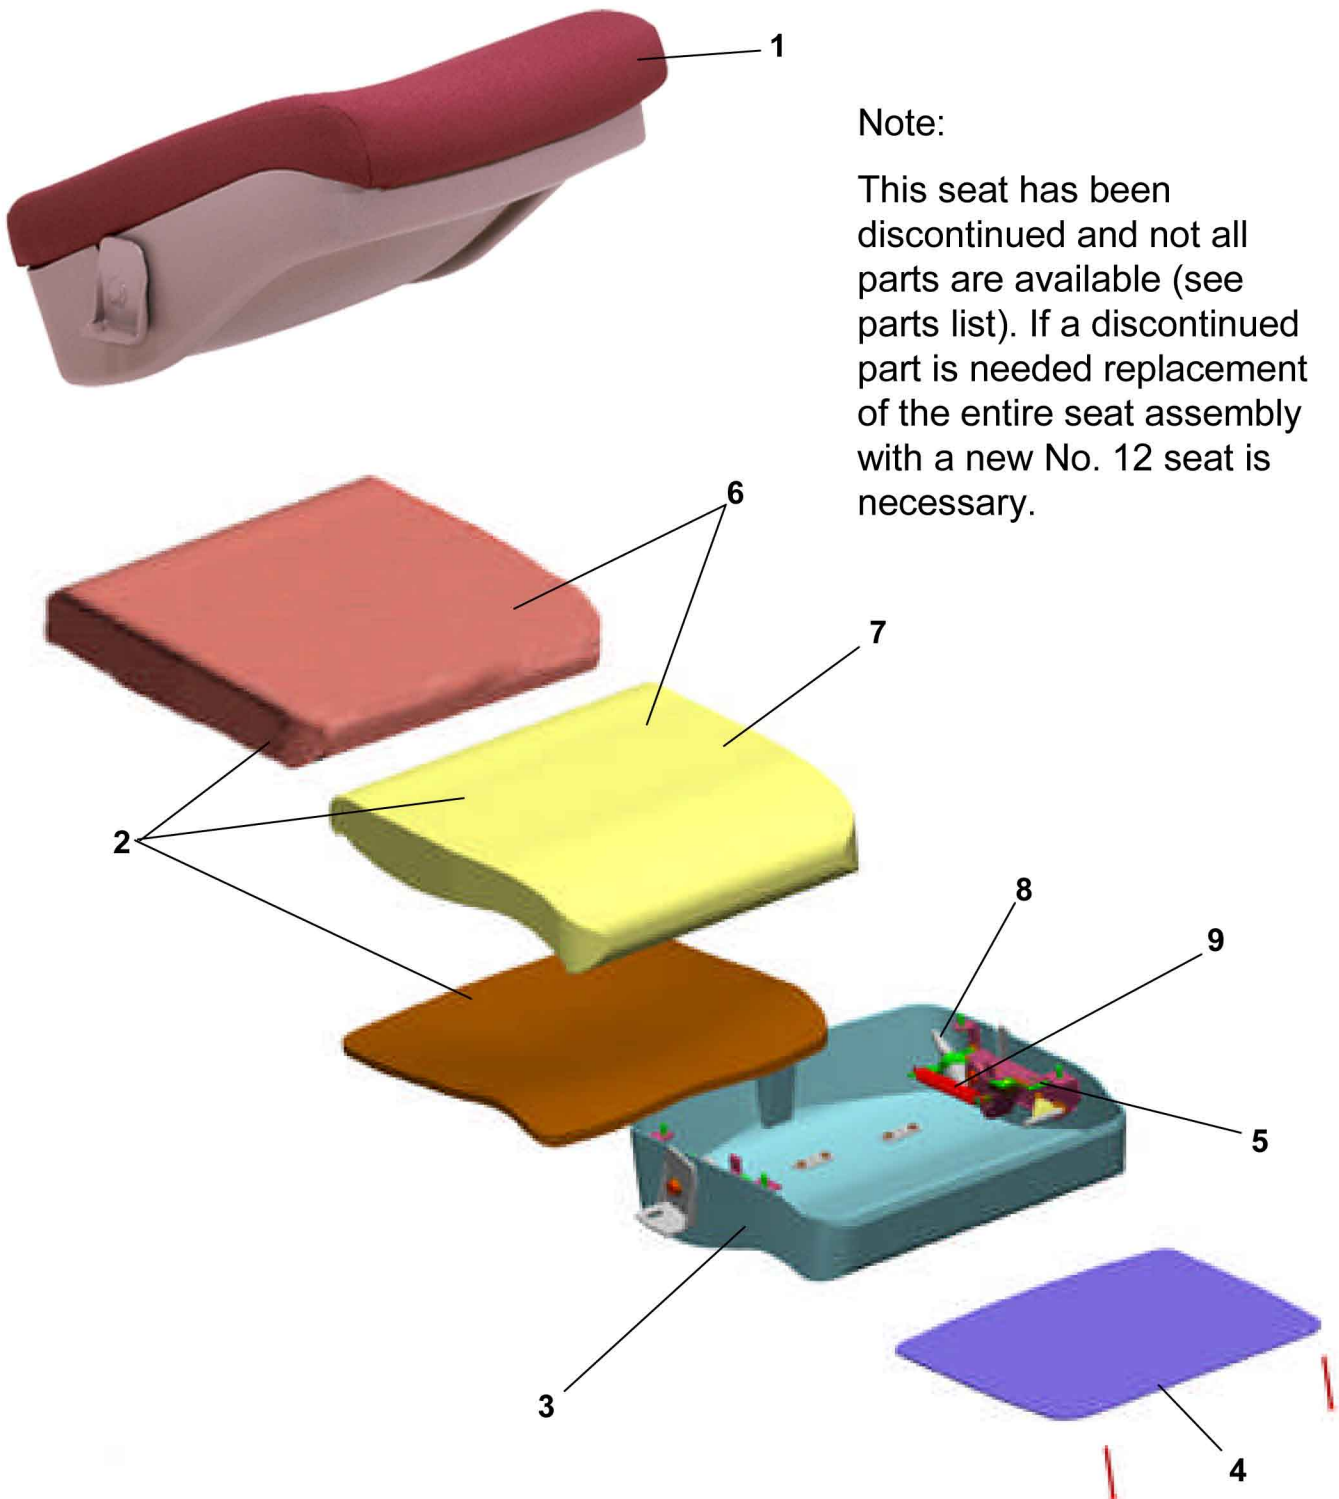 1
Note:
This seat has been
discontinued and not all
parts are available (see
parts list). If a discontinued
part is needed replacement
of the entire seat assembly
with a new No. 12 seat is
necessary.
6
7
2
8
9
5
3
4